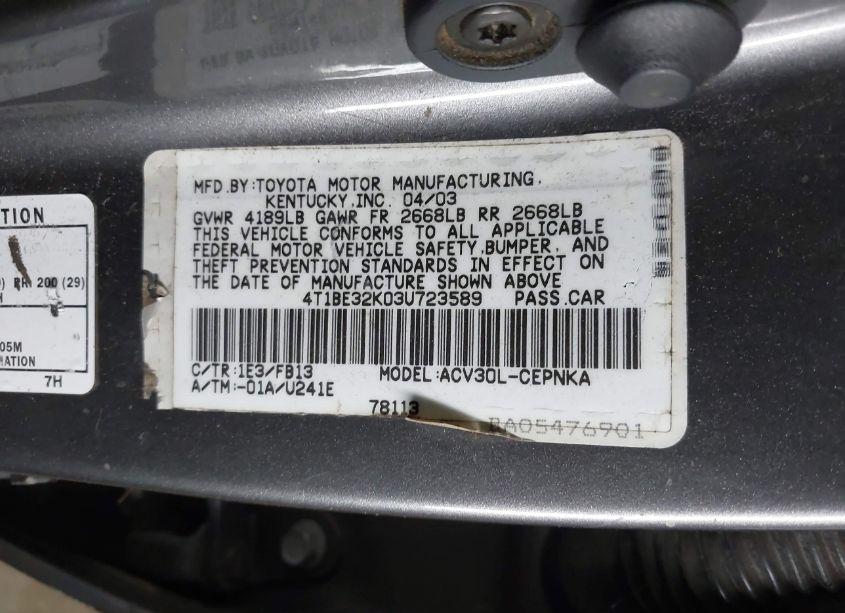 MFD.BY:TOYOTA MOTOR MANUFACTURING.
KENTUCKY,INC. 04/03
GVWR 4189LB GAWR FR 2668LB RR 2668LB
THIS VEHICLE CONFORMS TO ALL APPLICABLE
FEDERAL MOTOR VEHICLE SAFETY,BUMPER, AND
THEFT PREVENTION STANDARDS IN EFFECT ON
THE DATE OF MANUFACTURE SHOWN ABOVE
4T1BE32K03U723589 PASS.CAR
C/TR:1E3/FB13 MODEL:ACV30L-CEPNKA
A/TM:-01A/U241E
78113
RA05476901
TION
RR 200 (29)
05M
MATION
7H